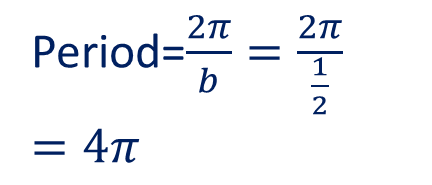 Period=2π/b = 2π/(1/2)
= 4π